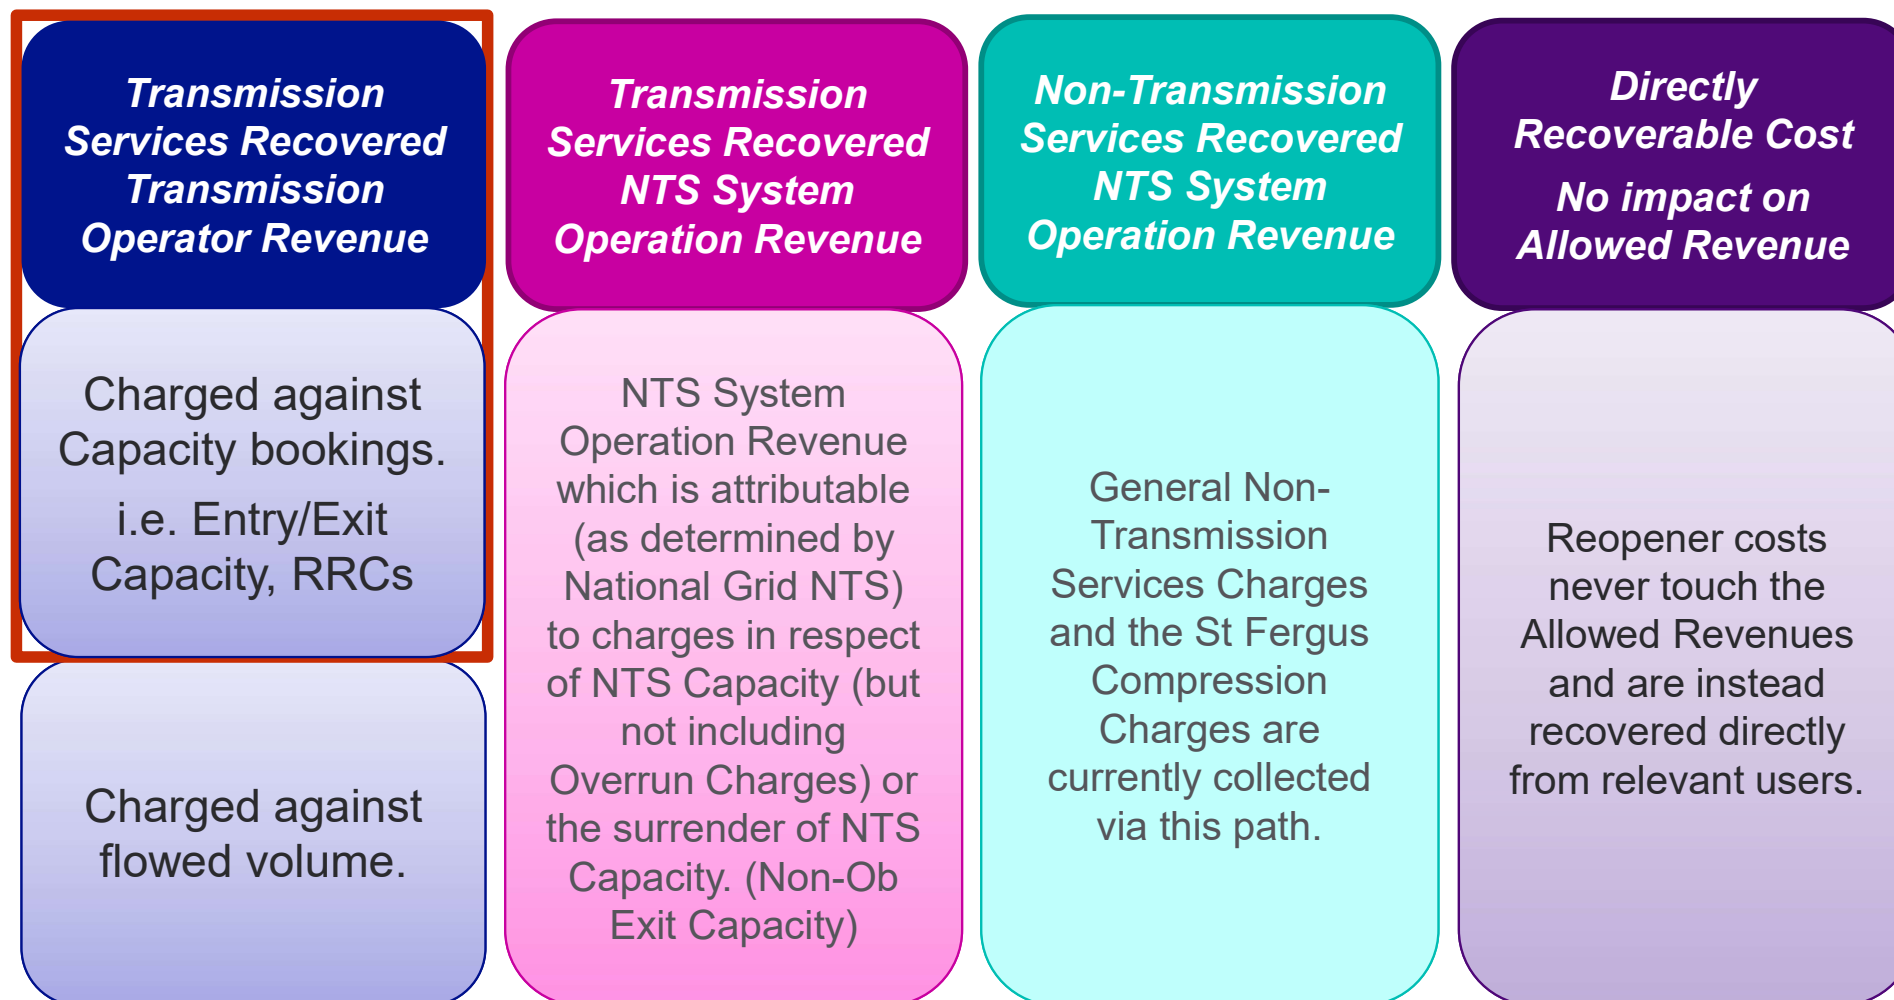 Transmission
Services Recovered
Transmission
Operator Revenue
Charged against
Capacity bookings.
i.e. Entry/Exit
Capacity, RRCs
Charged against
flowed volume.
Transmission
Services Recovered
NTS System
Operation Revenue
NTS System
Operation Revenue
which is attributable
(as determined by
National Grid NTS)
to charges in respect
of NTS Capacity (but
not including
Overrun Charges) or
the surrender of NTS
Capacity. (Non-Ob
Exit Capacity)
Non-Transmission
Services Recovered
NTS System
Operation Revenue
General Non-
Transmission
Services Charges
and the St Fergus
Compression
Charges are
currently collected
via this path.
Directly
Recoverable Cost
No impact on
Allowed Revenue
Reopener costs
never touch the
Allowed Revenues
and are instead
recovered directly
from relevant users.